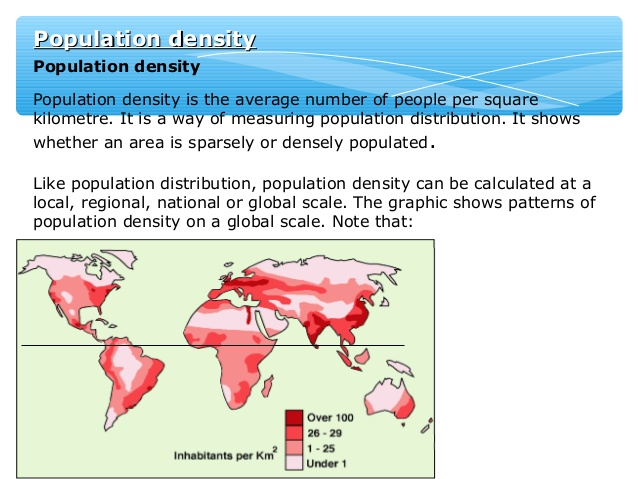 Population density
Population density
Population density is the average number of people per square
kilometre. It is a way of measuring population distribution. It shows
whether an area is sparsely or densely populated.
Like population distribution, population density can be calculated at a
local, regional, national or global scale. The graphic shows patterns of
population density on a global scale. Note that:
Over 100
26 - 29
1 - 25
Under 1
Inhabitants per Km2